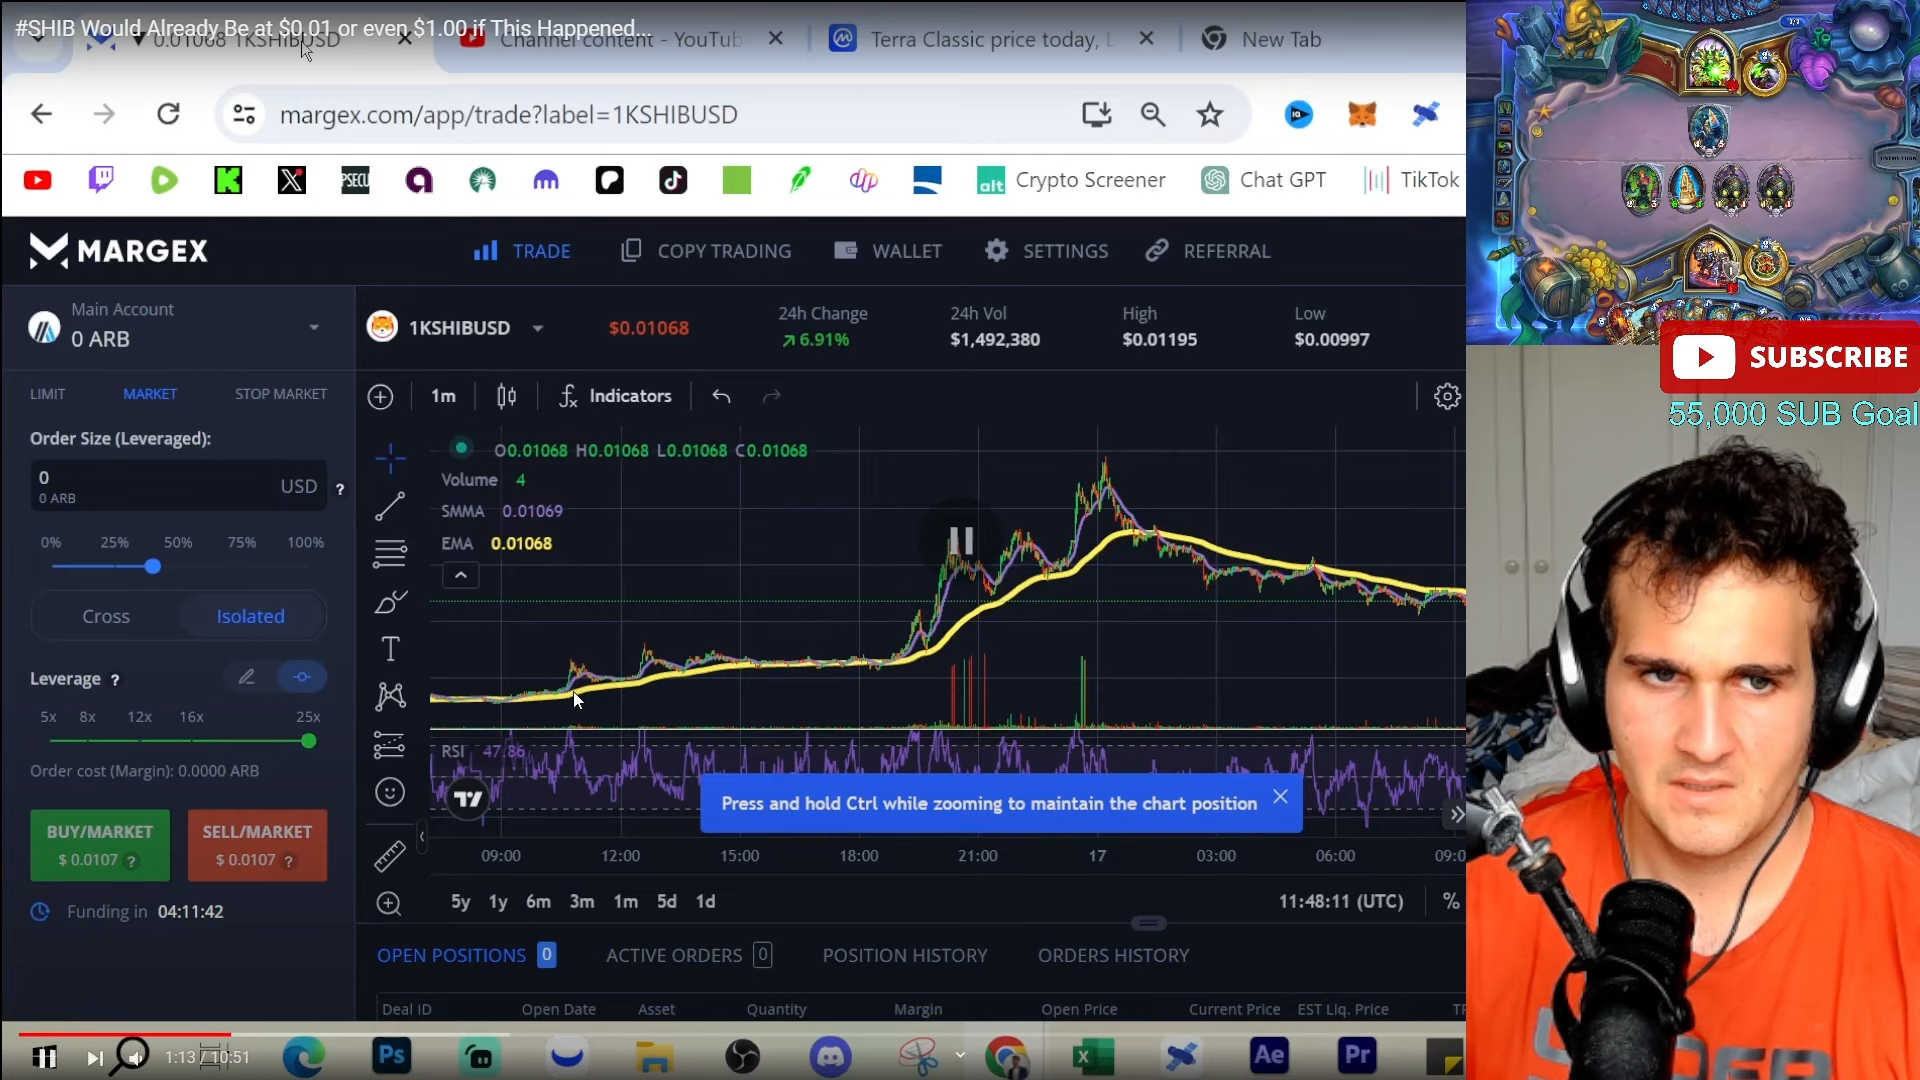 #SHIB Would Already Be at $0.01 or even $1.00 if This Happened...
0.01068 1KSHIBUSD
Channel content - YouTub
Terra Classic price today, L
New Tab
margex.com/app/trade?label=1KSHIBUSD
alt Crypto Screener
Chat GPT
TikTok
MARGEX
TRADE
COPY TRADING
WALLET
SETTINGS
REFERRAL
Main Account
0 ARB
1KSHIBUSD
$0.01068
24h Change
6.91%
24h Vol
$1,492,380
High
$0.01195
Low
$0.00997
SUBSCRIBE
55,000 SUB Goal
LIMIT
MARKET
STOP MARKET
1m
Indicators
Order Size (Leveraged):
0
0 ARB
USD ?
O0.01068 H0.01068 L0.01068 C0.01068
Volume 4
SMMA 0.01069
EMA 0.01068
0% 25% 50% 75% 100%
Cross
Isolated
Leverage ?
5x 8x 12x 16x 25x
Order cost (Margin): 0.0000 ARB
BUY/MARKET
$ 0.0107 ?
SELL/MARKET
$ 0.0107 ?
Funding in 04:11:42
RSI 47.86
Press and hold Ctrl while zooming to maintain the chart position
09:00 12:00 15:00 18:00 21:00 17 03:00 06:00 09:0
5y 1y 6m 3m 1m 5d 1d
11:48:11 (UTC)
%
OPEN POSITIONS 0
ACTIVE ORDERS 0
POSITION HISTORY
ORDERS HISTORY
Deal ID
Open Date
Asset
Quantity
Margin
Open Price
Current Price
EST Liq. Price
1:13 / 10:51
Ps
Ae
Pr